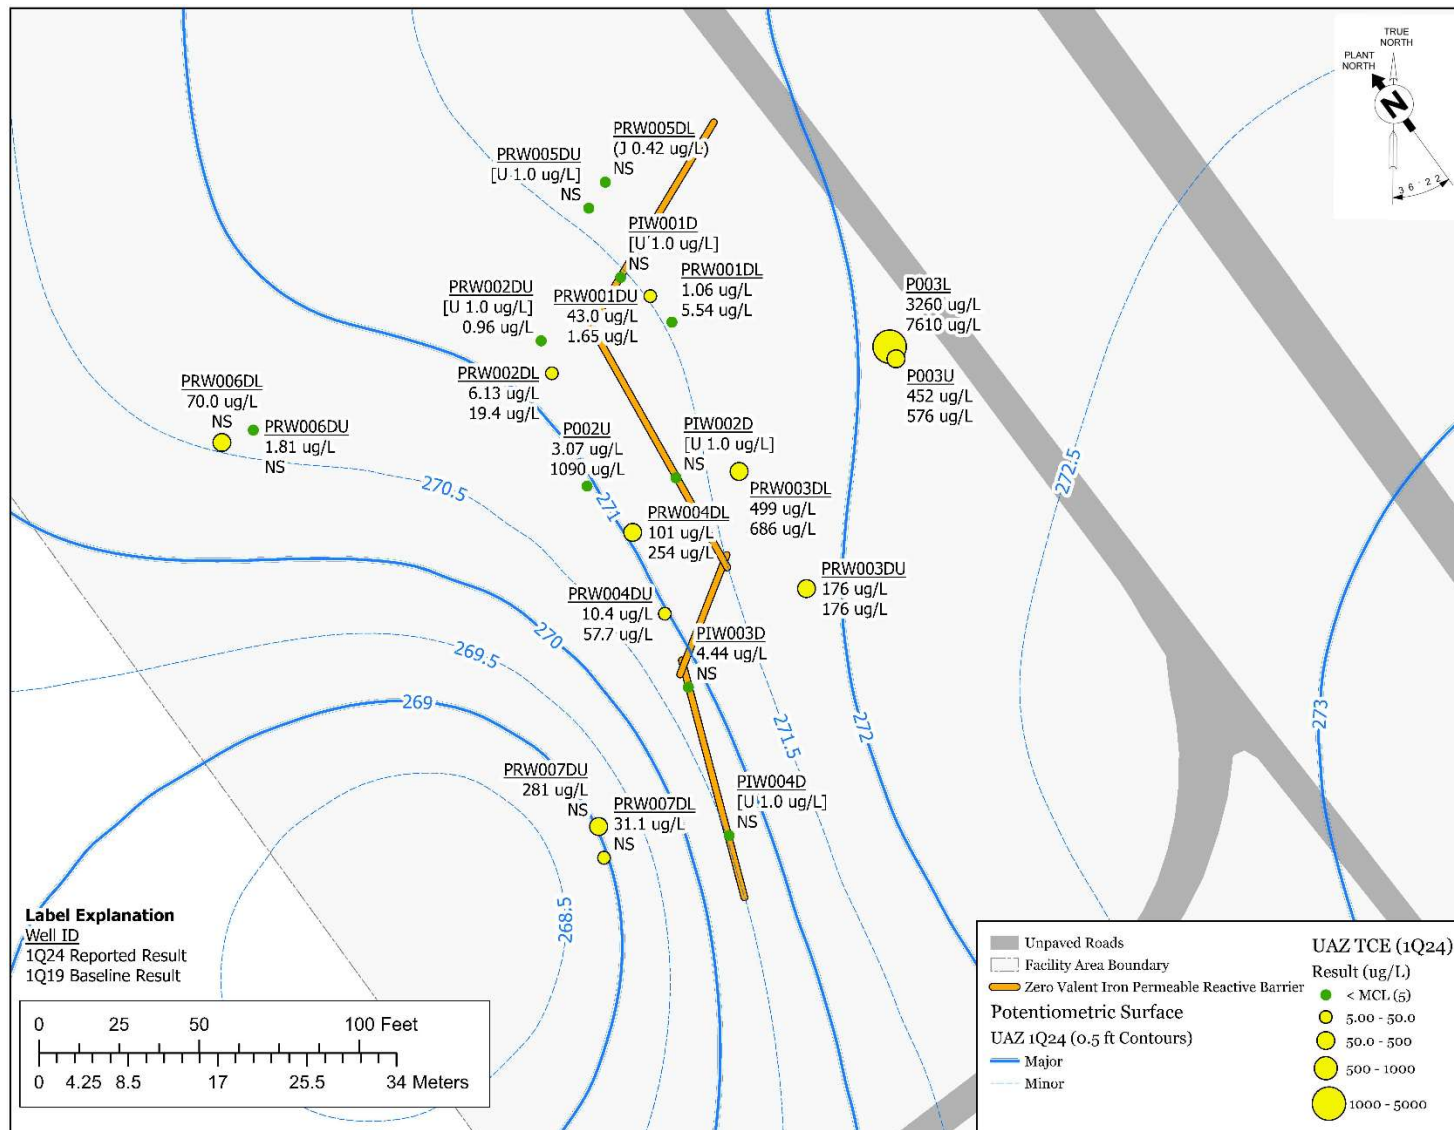 TRUE
NORTH
PLANT
NORTH
N
36·22
PRW005DL
(J 0.42 ug/L)
NS
PRW005DU
[U 1.0 ug/L]
NS
PIW001D
[U 1.0 ug/L]
NS
PRW001DL
1.06 ug/L
5.54 ug/L
PRW002DU
[U 1.0 ug/L]
0.96 ug/L
PRW001DU
43.0 ug/L
1.65 ug/L
P003L
3260 ug/L
7610 ug/L
P003U
452 ug/L
576 ug/L
PRW002DL
6.13 ug/L
19.4 ug/L
PRW006DL
70.0 ug/L
NS
PRW006DU
1.81 ug/L
NS
P002U
3.07 ug/L
1090 ug/L
PIW002D
[U 1.0 ug/L]
NS
PRW003DL
499 ug/L
686 ug/L
PRW004DL
101 ug/L
254 ug/L
PRW003DU
176 ug/L
176 ug/L
PRW004DU
10.4 ug/L
57.7 ug/L
PIW003D
4.44 ug/L
NS
PRW007DU
281 ug/L
NS
PRW007DL
31.1 ug/L
NS
PIW004D
[U 1.0 ug/L]
NS
270.5
271
272.5
270
269.5
269
271.5
272
273
268.5
Label Explanation
Well ID
1Q24 Reported Result
1Q19 Baseline Result
0 25 50 100 Feet
0 4.25 8.5 17 25.5 34 Meters
Unpaved Roads
Facility Area Boundary
Zero Valent Iron Permeable Reactive Barrier
Potentiometric Surface
UAZ 1Q24 (0.5 ft Contours)
Major
Minor
UAZ TCE (1Q24)
Result (ug/L)
< MCL (5)
5.00 - 50.0
50.0 - 500
500 - 1000
1000 - 5000